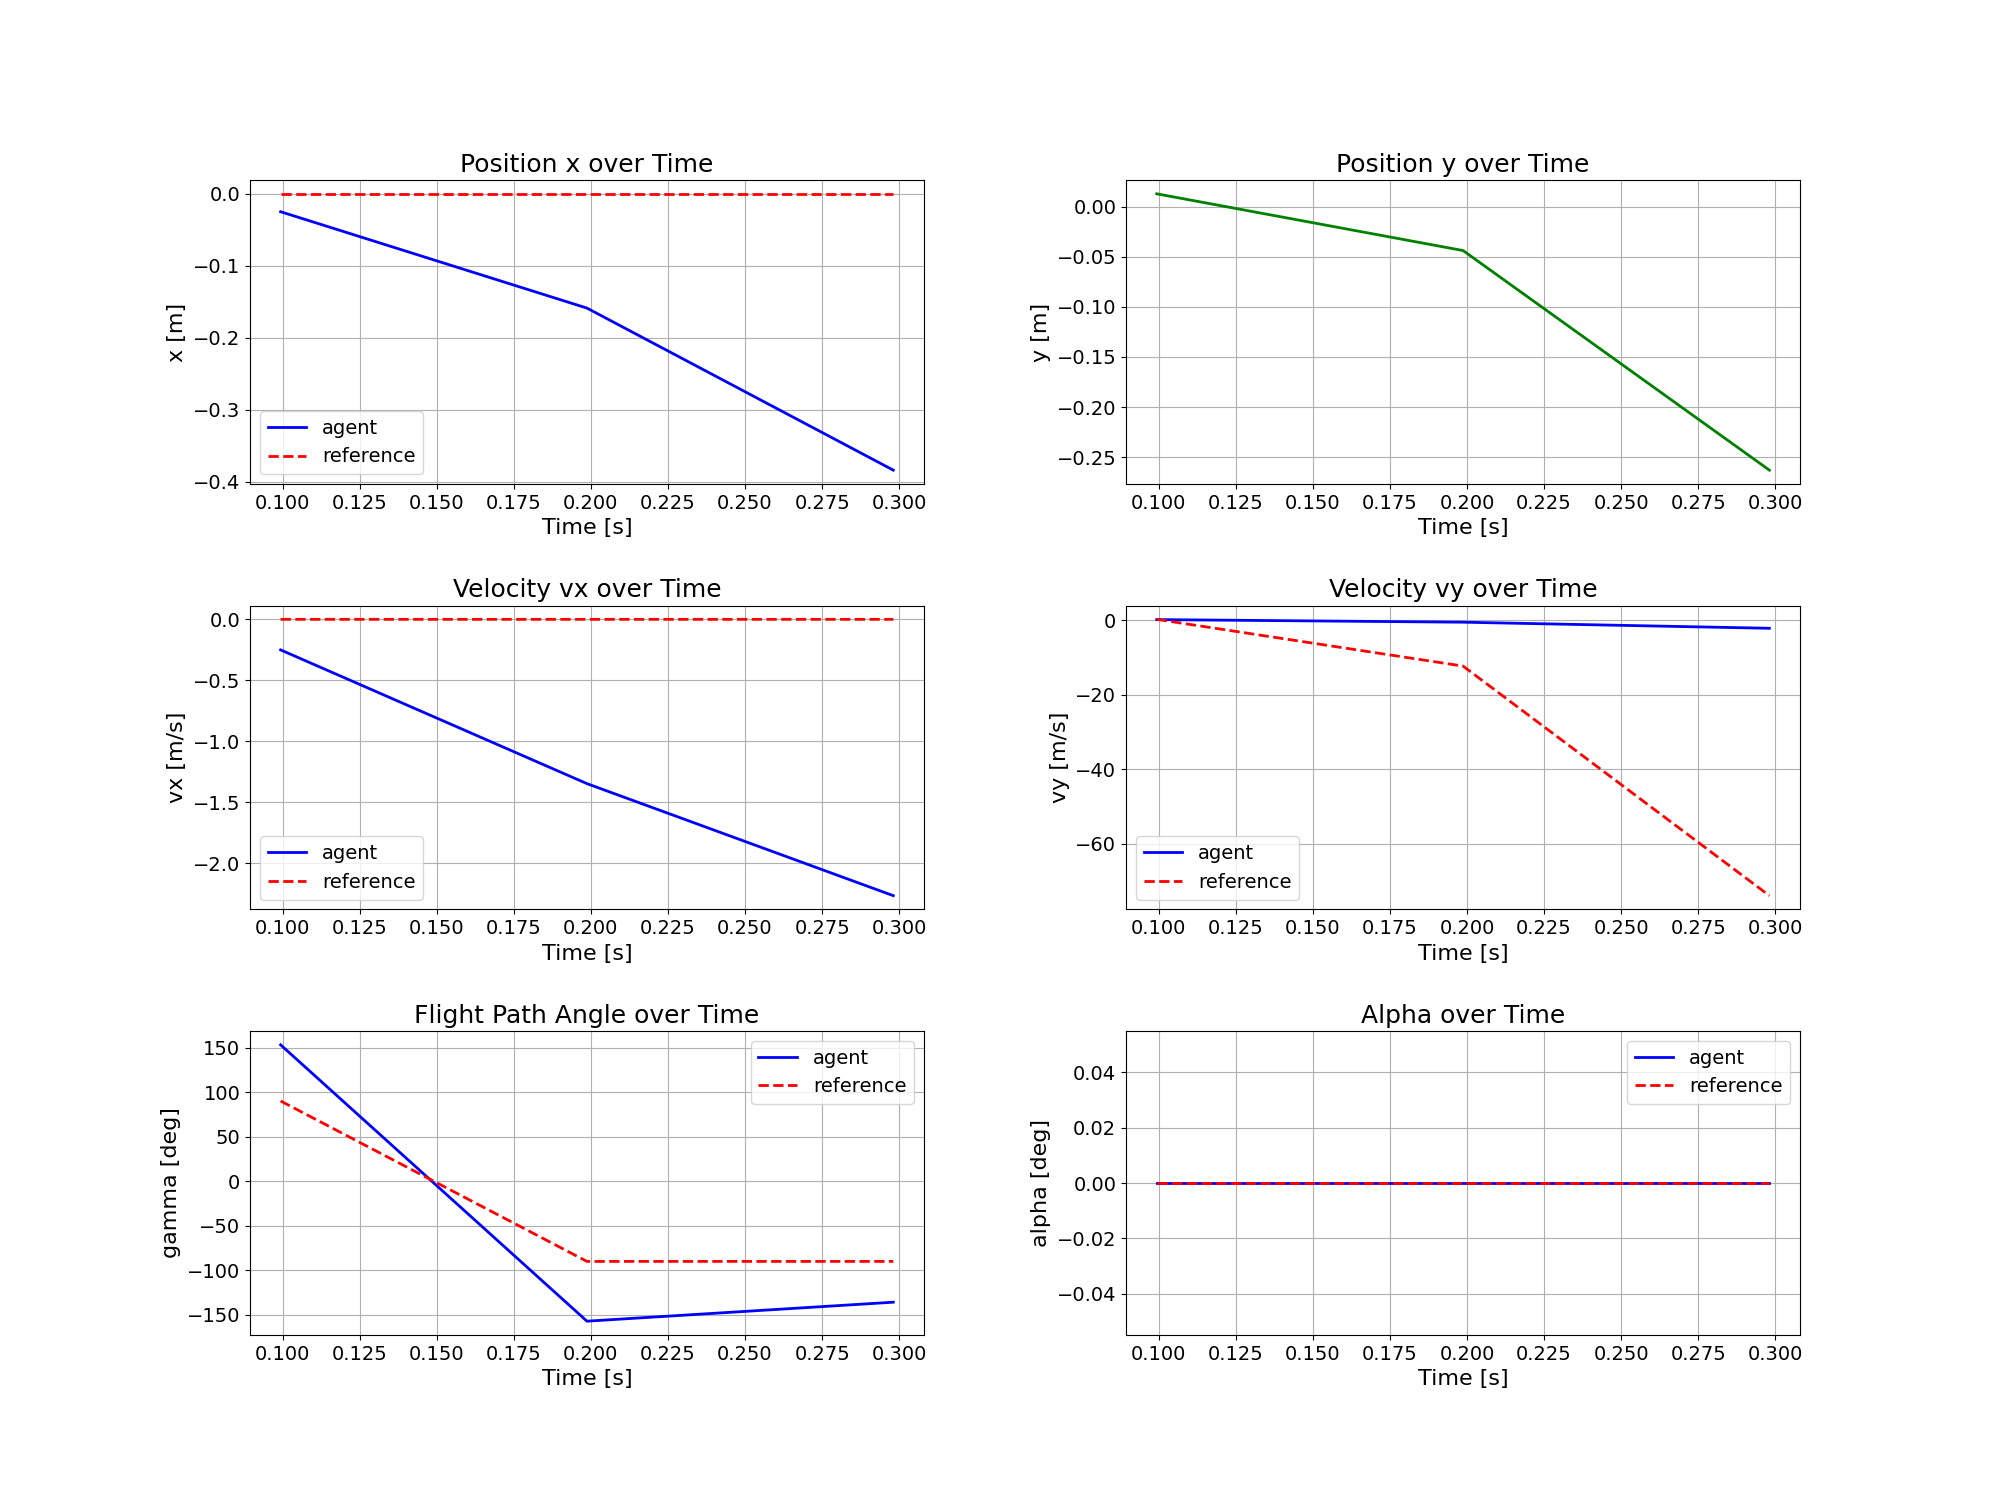 Position x over Time
x [m]
0.0
−0.1
−0.2
−0.3
−0.4
agent
reference
0.100 0.125 0.150 0.175 0.200 0.225 0.250 0.275 0.300
Time [s]
Position y over Time
y [m]
0.00
−0.05
−0.10
−0.15
−0.20
−0.25
0.100 0.125 0.150 0.175 0.200 0.225 0.250 0.275 0.300
Time [s]
Velocity vx over Time
vx [m/s]
0.0
−0.5
−1.0
−1.5
−2.0
agent
reference
0.100 0.125 0.150 0.175 0.200 0.225 0.250 0.275 0.300
Time [s]
Velocity vy over Time
vy [m/s]
0
−20
−40
−60
agent
reference
0.100 0.125 0.150 0.175 0.200 0.225 0.250 0.275 0.300
Time [s]
Flight Path Angle over Time
gamma [deg]
150
100
50
0
−50
−100
−150
agent
reference
0.100 0.125 0.150 0.175 0.200 0.225 0.250 0.275 0.300
Time [s]
Alpha over Time
alpha [deg]
0.04
0.02
0.00
−0.02
−0.04
agent
reference
0.100 0.125 0.150 0.175 0.200 0.225 0.250 0.275 0.300
Time [s]